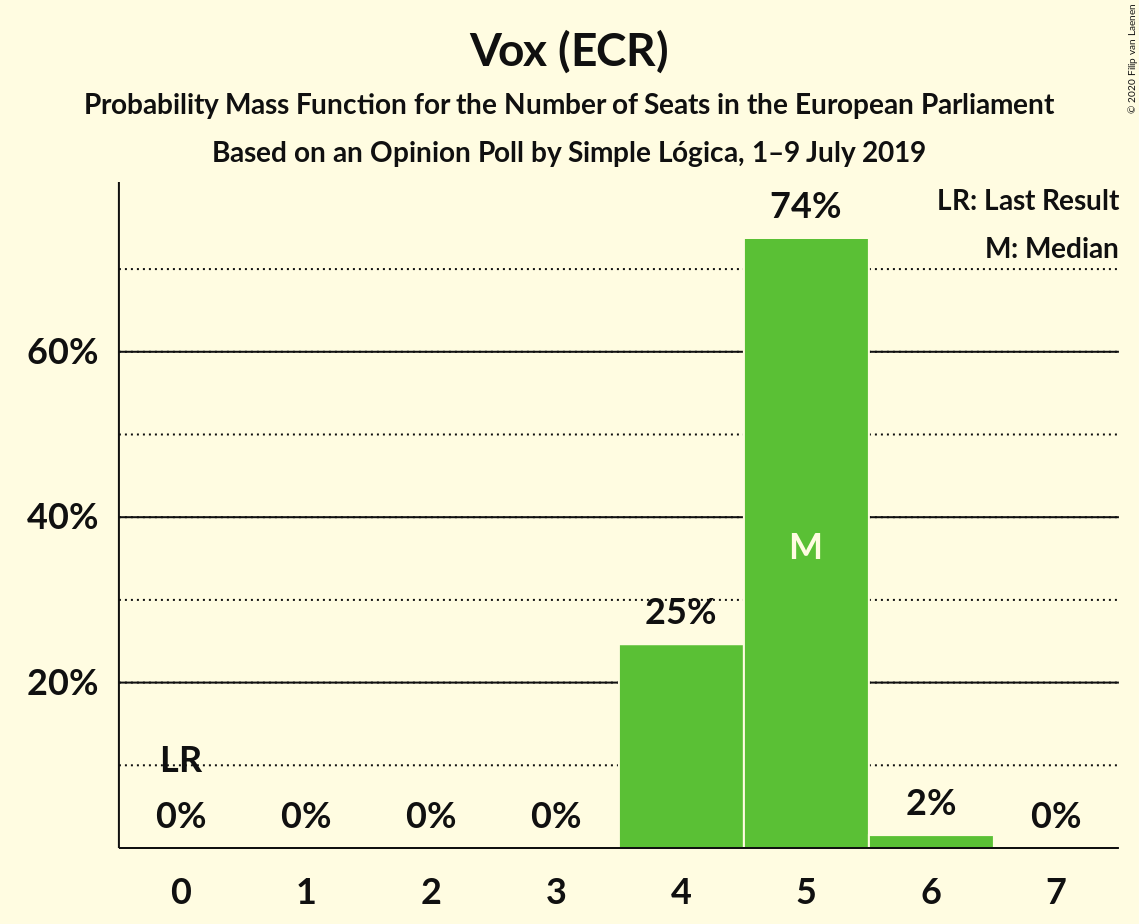 Vox (ECR)
Probability Mass Function for the Number of Seats in the European Parliament
Based on an Opinion Poll by Simple Lógica, 1–9 July 2019
© 2020 Filip van Laenen
LR: Last Result
M: Median
74%
60%
40%
M
25%
20%
LR
0% 0% 0% 0% 2% 0%
0 1 2 3 4 5 6 7